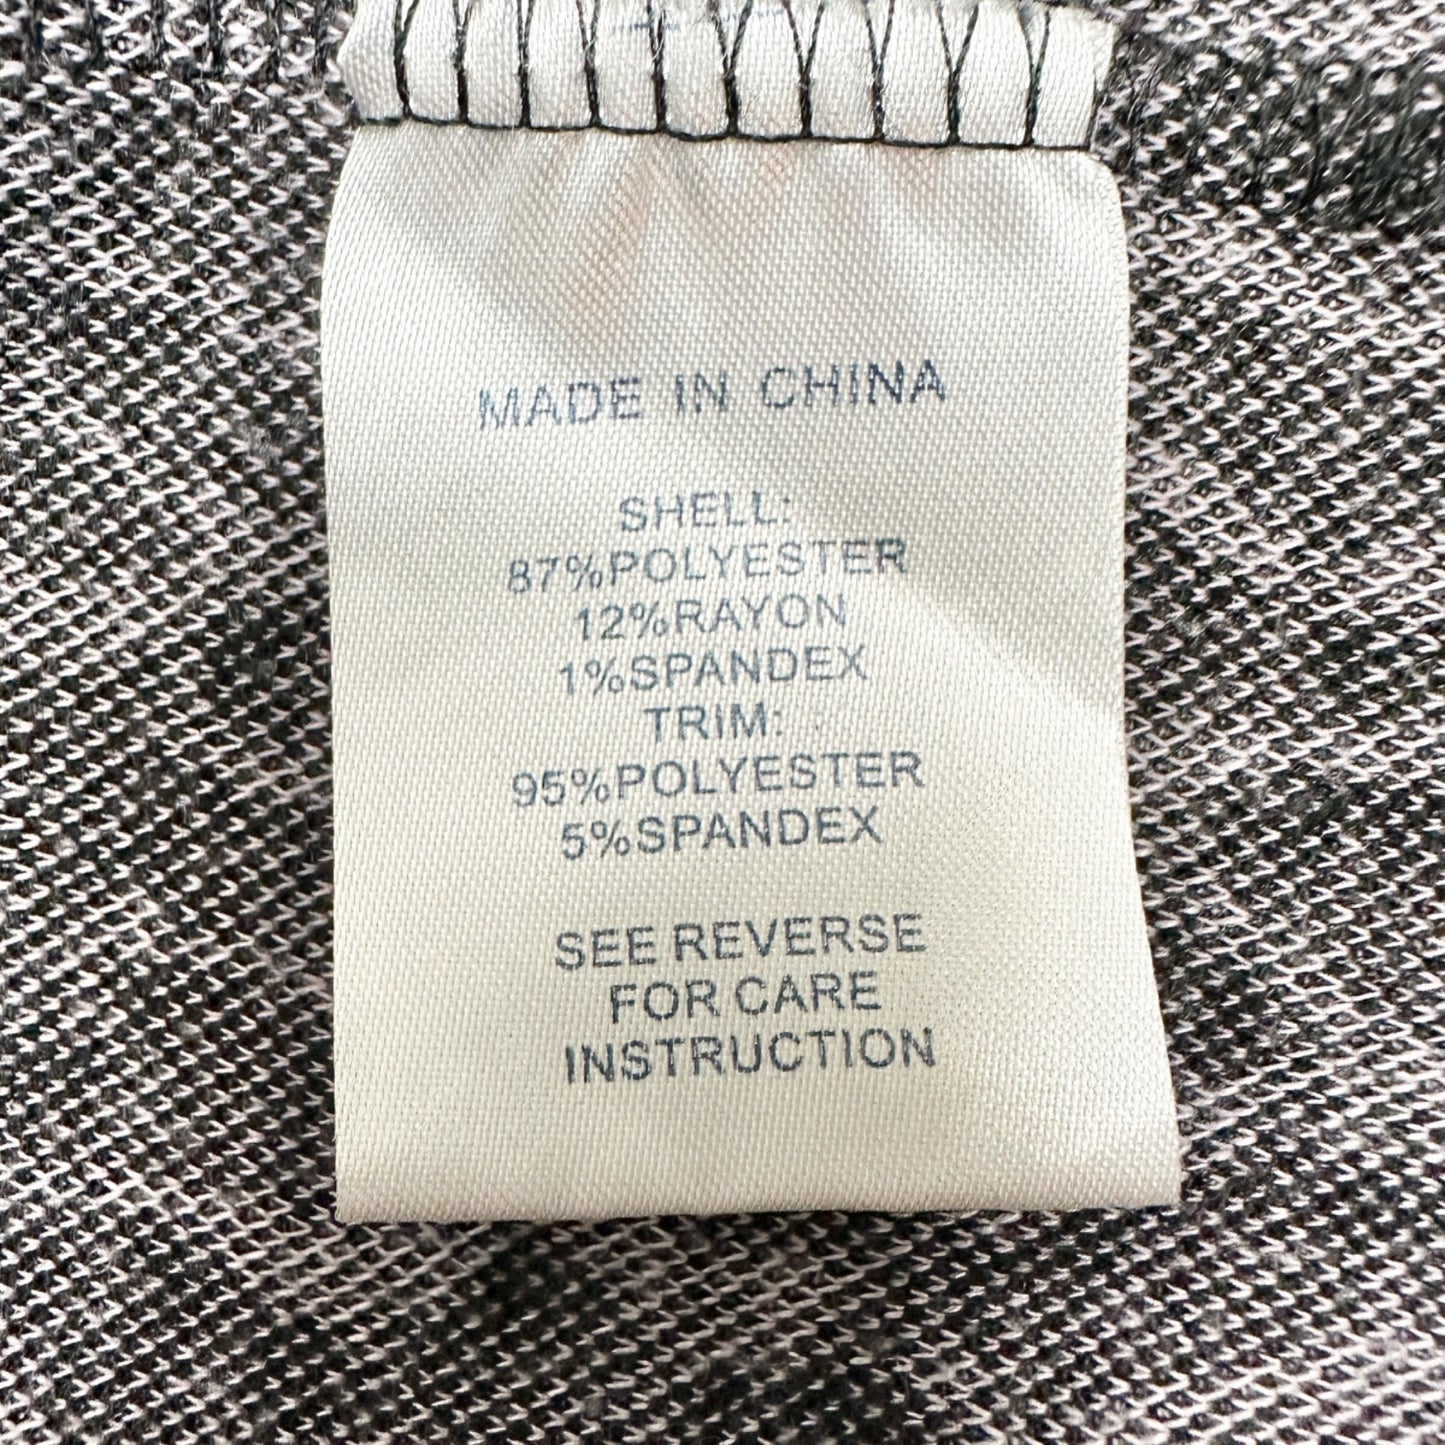 MADE IN CHINA
SHELL:
87%POLYESTER
12%RAYON
1%SPANDEX
TRIM:
95%POLYESTER
5%SPANDEX
SEE REVERSE
FOR CARE
INSTRUCTION